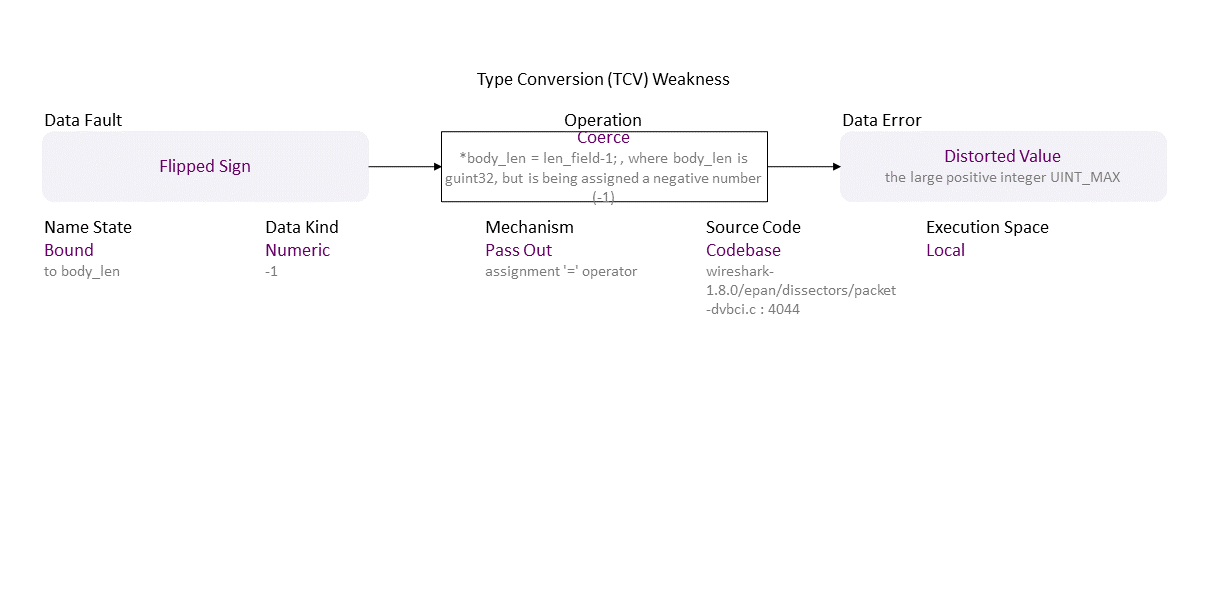 Type Conversion (TCV) Weakness
Data Fault
Operation
Data Error
Flipped Sign
Coerce
*body_len = len_field-1; , where body_len is
guint32, but is being assigned a negative number
(-1)
Distorted Value
the large positive integer UINT_MAX
Name State
Bound
to body_len
Data Kind
Numeric
-1
Mechanism
Pass Out
assignment '=' operator
Source Code
Codebase
wireshark-
1.8.0/epan/dissectors/packet
-dvbci.c : 4044
Execution Space
Local